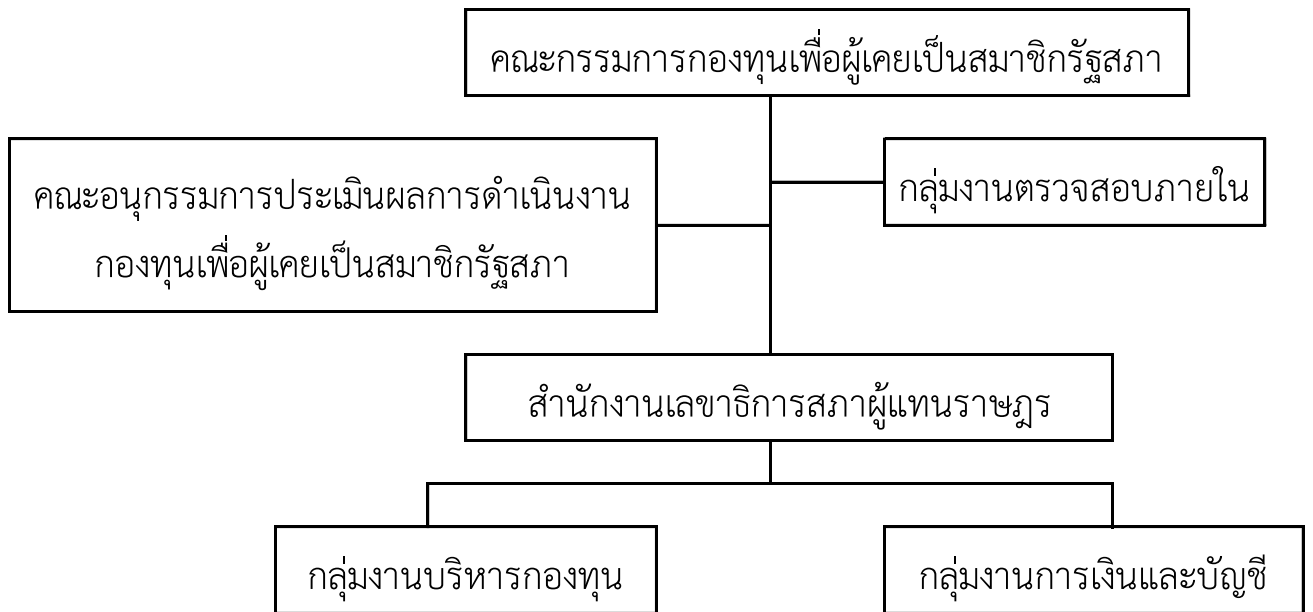 คณะกรรมการกองทุนเพื่อผู้เคยเป็นสมาชิกรัฐสภา
คณะอนุกรรมการประเมินผลการดำเนินงาน
กองทุนเพื่อผู้เคยเป็นสมาชิกรัฐสภา
กลุ่มงานตรวจสอบภายใน
สำนักงานเลขาธิการสภาผู้แทนราษฎร
กลุ่มงานบริหารกองทุน
กลุ่มงานการเงินและบัญชี